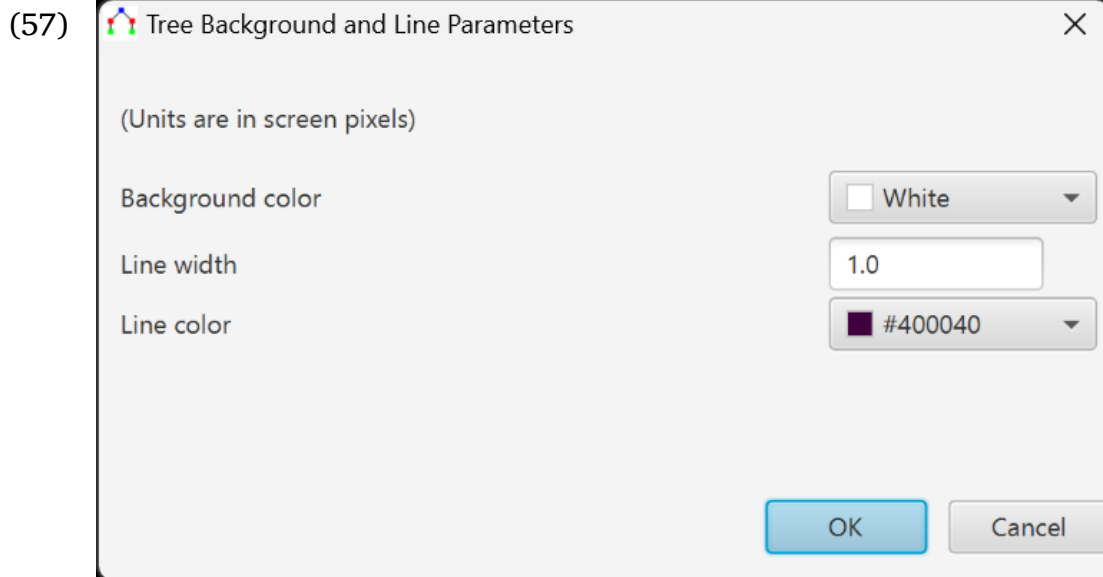 (57) Tree Background and Line Parameters
(Units are in screen pixels)
Background color White
Line width 1.0
Line color #400040
OK Cancel